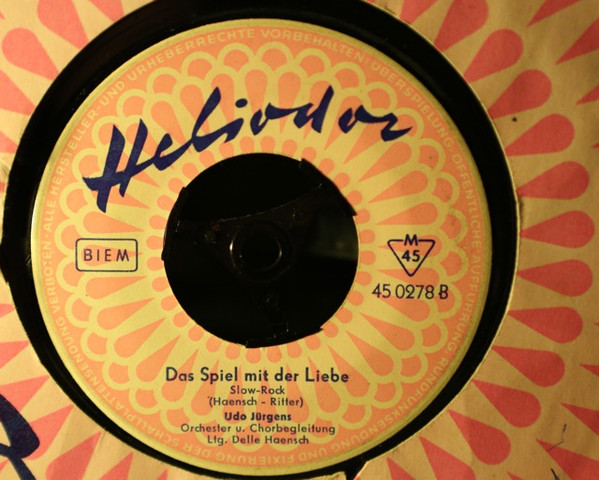 ALLE HERSTELLER- UND URHEBERRECHTE VORBEHALTEN · ÜBERSPIELUNG, ÖFFENTLICHE AUFFÜHRUNG, RUNDFUNKSENDUNG UND FIXIERUNG DER SCHALLPLATTENSENDUNG VERBOTEN
Heliodor
BIEM
M
45
45 0278 B
Das Spiel mit der Liebe
Slow-Rock
(Haensch - Ritter)
Udo Jürgens
Orchester u. Chorbegleitung
Ltg. Delle Haensch